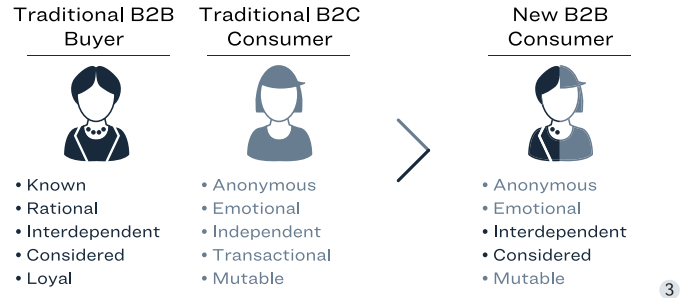 Traditional B2B
Buyer
• Known
• Rational
• Interdependent
• Considered
• Loyal
Traditional B2C
Consumer
• Anonymous
• Emotional
• Independent
• Transactional
• Mutable
New B2B
Consumer
• Anonymous
• Emotional
• Interdependent
• Considered
• Mutable
3